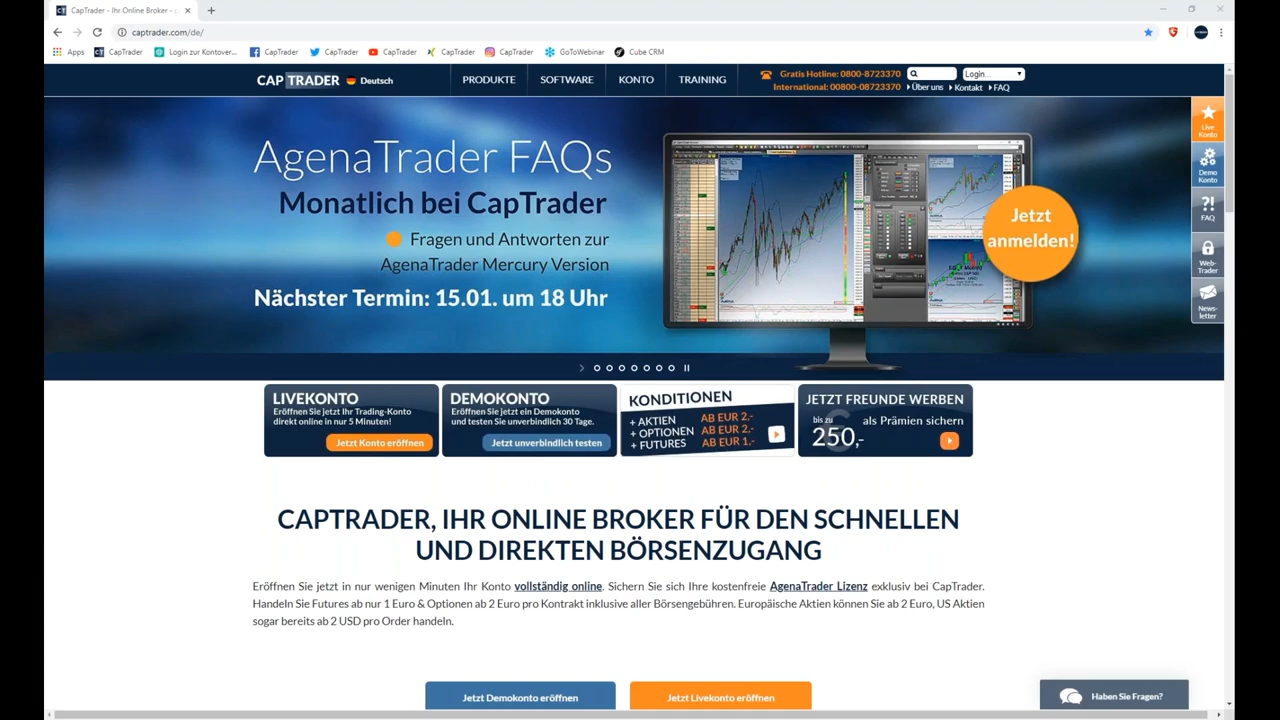 CapTrader - Ihr Online Broker - c
captrader.com/de/
Apps CapTrader Login zur Kontover... CapTrader CapTrader CapTrader CapTrader CapTrader GoToWebinar Cube CRM
CAP TRADER Deutsch
PRODUKTE SOFTWARE KONTO TRAINING
Gratis Hotline: 0800-8723370
International: 00800-08723370
Login...
Über uns Kontakt FAQ
AgenaTrader FAQs
Monatlich bei CapTrader
Fragen und Antworten zur
AgenaTrader Mercury Version
Nächster Termin: 15.01. um 18 Uhr
Jetzt
anmelden!
Live
Konto
Demo
Konto
?!
FAQ
Web-
Trader
News-
letter
LIVEKONTO
Eröffnen Sie jetzt Ihr Trading-Konto
direkt online in nur 5 Minuten!
Jetzt Konto eröffnen
DEMOKONTO
Eröffnen Sie jetzt ein Demokonto
und testen Sie unverbindlich 30 Tage.
Jetzt unverbindlich testen
KONDITIONEN
+ AKTIEN AB EUR 2,-
+ OPTIONEN AB EUR 2,-
+ FUTURES AB EUR 1,-
JETZT FREUNDE WERBEN
bis zu
250,-
€
als Prämien sichern
CAPTRADER, IHR ONLINE BROKER FÜR DEN SCHNELLEN
UND DIREKTEN BÖRSENZUGANG
Eröffnen Sie jetzt in nur wenigen Minuten Ihr Konto vollständig online. Sichern Sie sich Ihre kostenfreie AgenaTrader Lizenz exklusiv bei CapTrader.
Handeln Sie Futures ab nur 1 Euro & Optionen ab 2 Euro pro Kontrakt inklusive aller Börsengebühren. Europäische Aktien können Sie ab 2 Euro, US Aktien
sogar bereits ab 2 USD pro Order handeln.
Jetzt Demokonto eröffnen
Jetzt Livekonto eröffnen
Haben Sie Fragen?